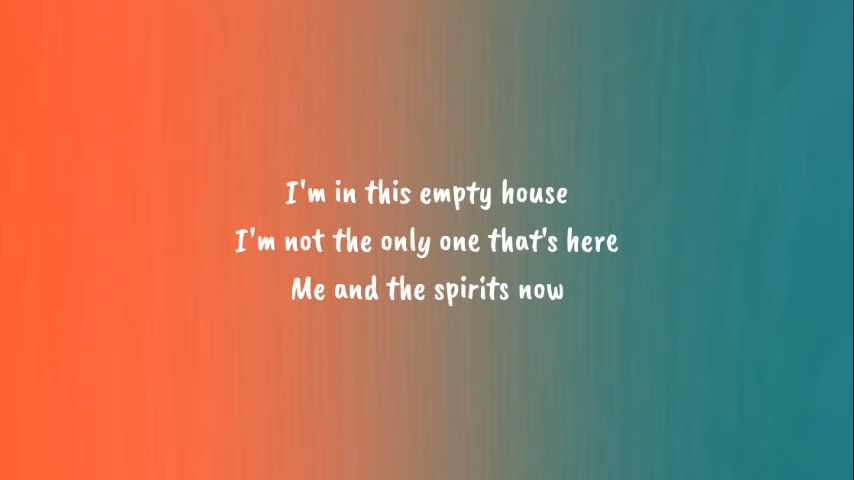 I'm in this empty house
I'm not the only one that's here
Me and the spirits now